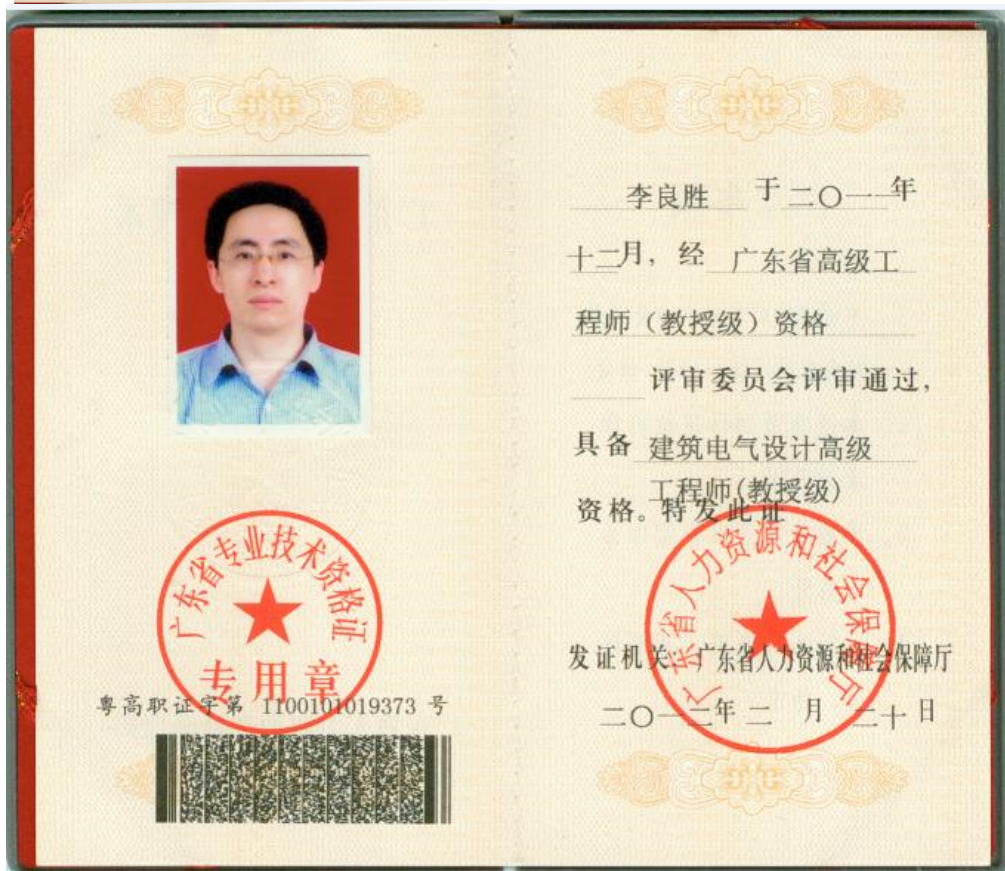 广东省专业技术资格证
专用章
粤高职证字第 1100101019373 号
李良胜 于 二〇一一年
十二月，经 广东省高级工
程师（教授级）资格
评审委员会评审通过，
具备 建筑电气设计高级
工程师(教授级)
资格。特发此证
广东省人力资源和社会保障厅
发证机关：广东省人力资源和社会保障厅
二〇一二年 二 月 二十 日